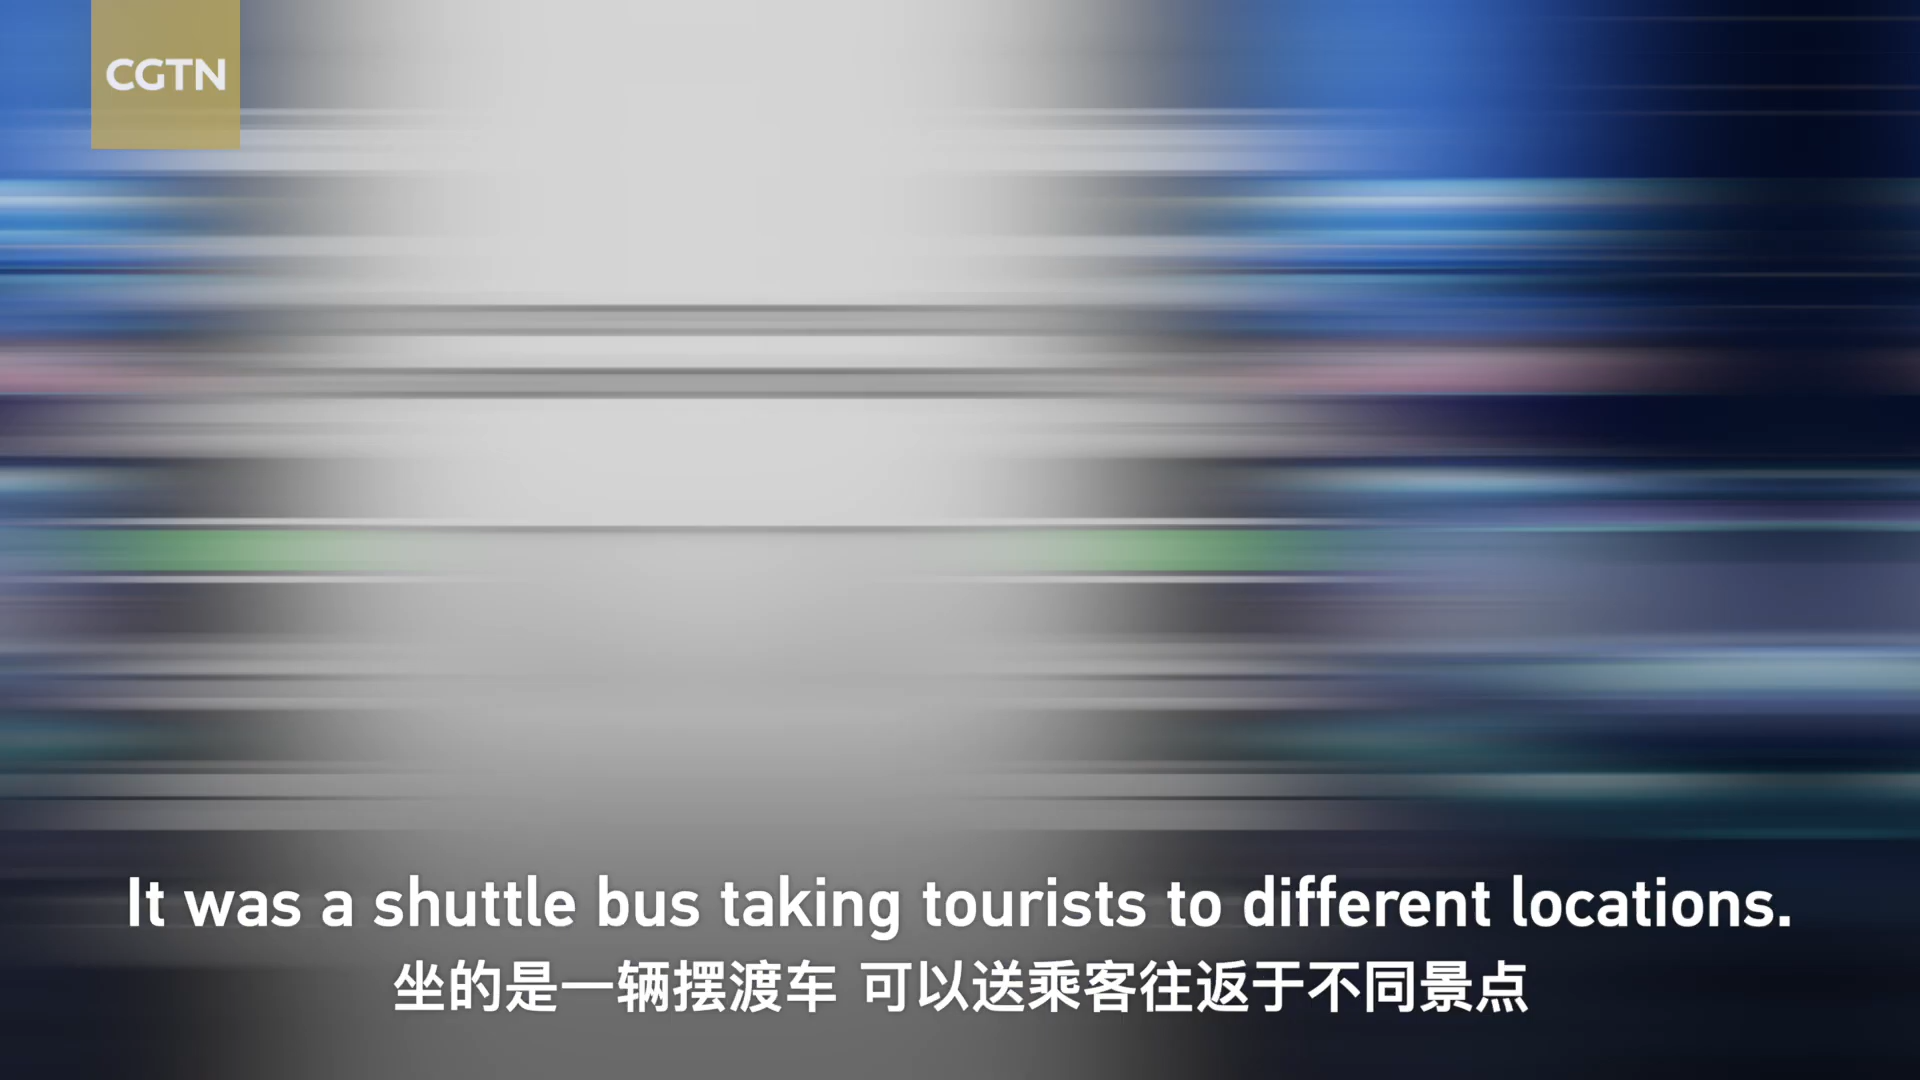 CGTN
It was a shuttle bus taking tourists to different locations.
坐的是一辆摆渡车 可以送乘客往返于不同景点